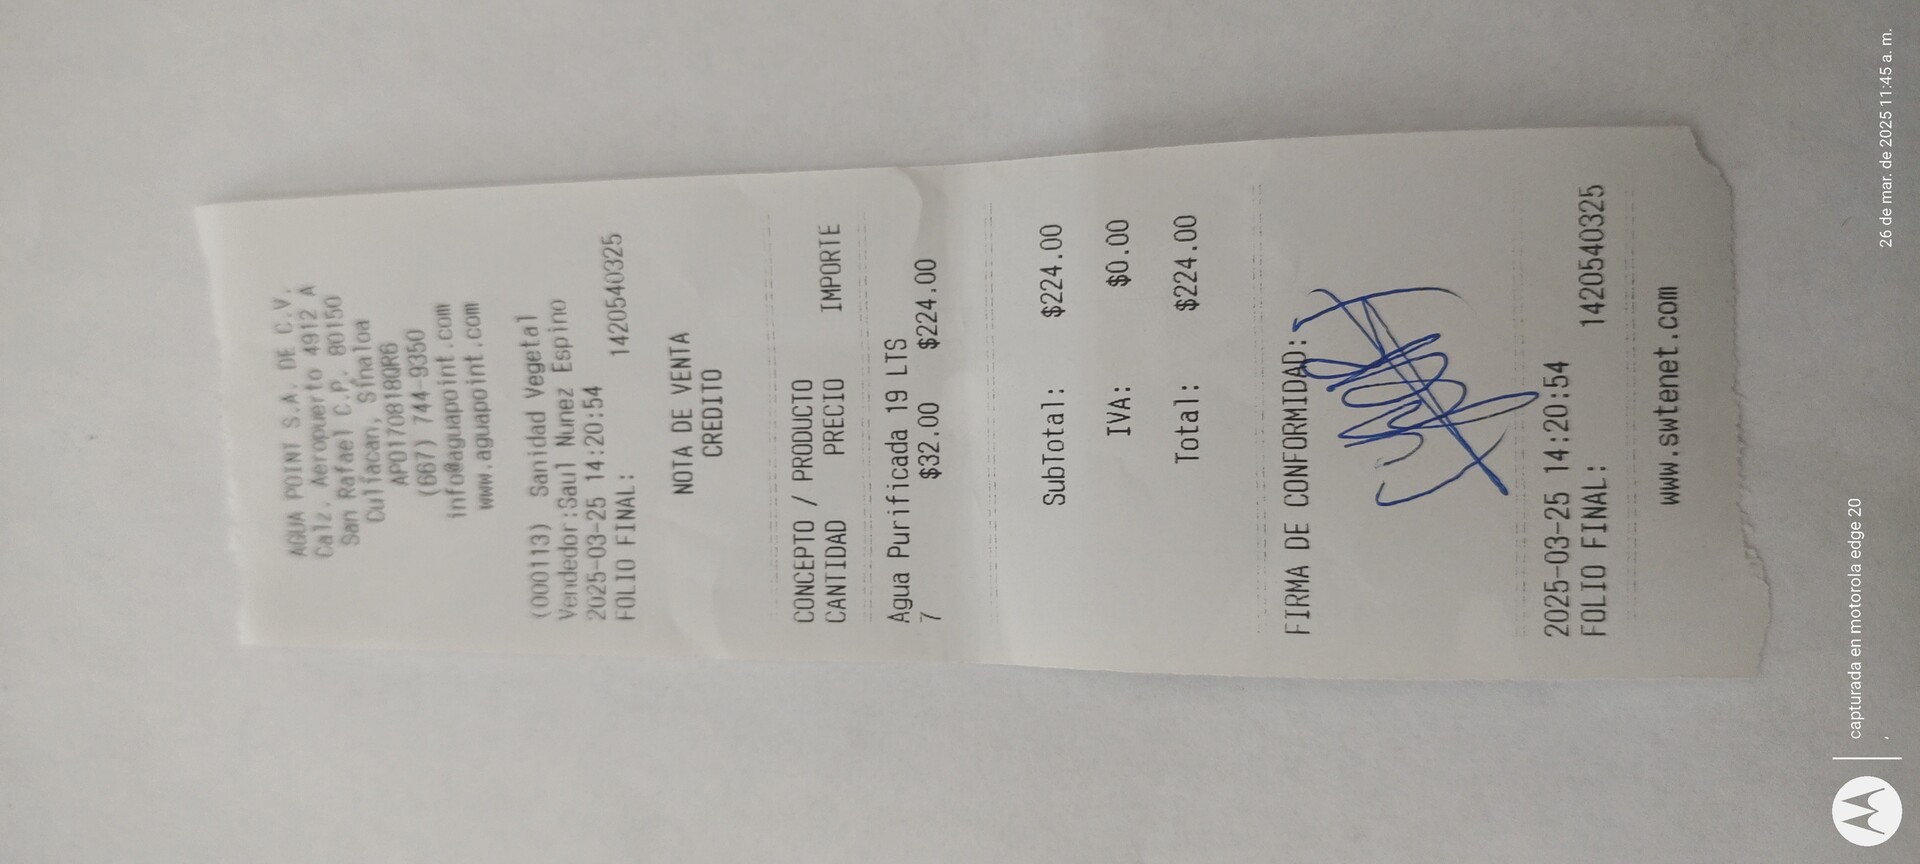 AGUA POINT S.A. DE C.V.
Calz. Aeropuerto 4912 A
San Rafael C.P. 80150
Culiacan, Sinaloa
APO170818QR6
(667) 744-9350
info@aguapoint.com
www.aguapoint.com
(000113) Sanidad Vegetal
Vendedor:Saul Nunez Espino
2025-03-25 14:20:54
FOLIO FINAL: 1420540325
NOTA DE VENTA
CREDITO
CONCEPTO / PRODUCTO
CANTIDAD PRECIO IMPORTE
Agua Purificada 19 LTS
7 $32.00 $224.00
SubTotal: $224.00
IVA: $0.00
Total: $224.00
FIRMA DE CONFORMIDAD:
2025-03-25 14:20:54
FOLIO FINAL: 1420540325
www.swtenet.com
capturada en motorola edge 20
,
26 de mar. de 2025 11:45 a. m.